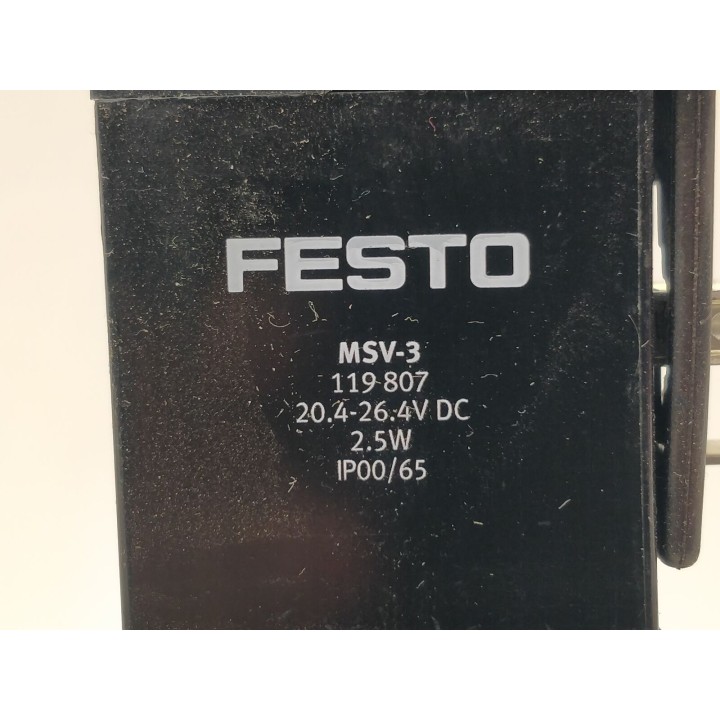 FESTO
MSV-3
119 807
20.4-26.4V DC
2.5W
IP00/65